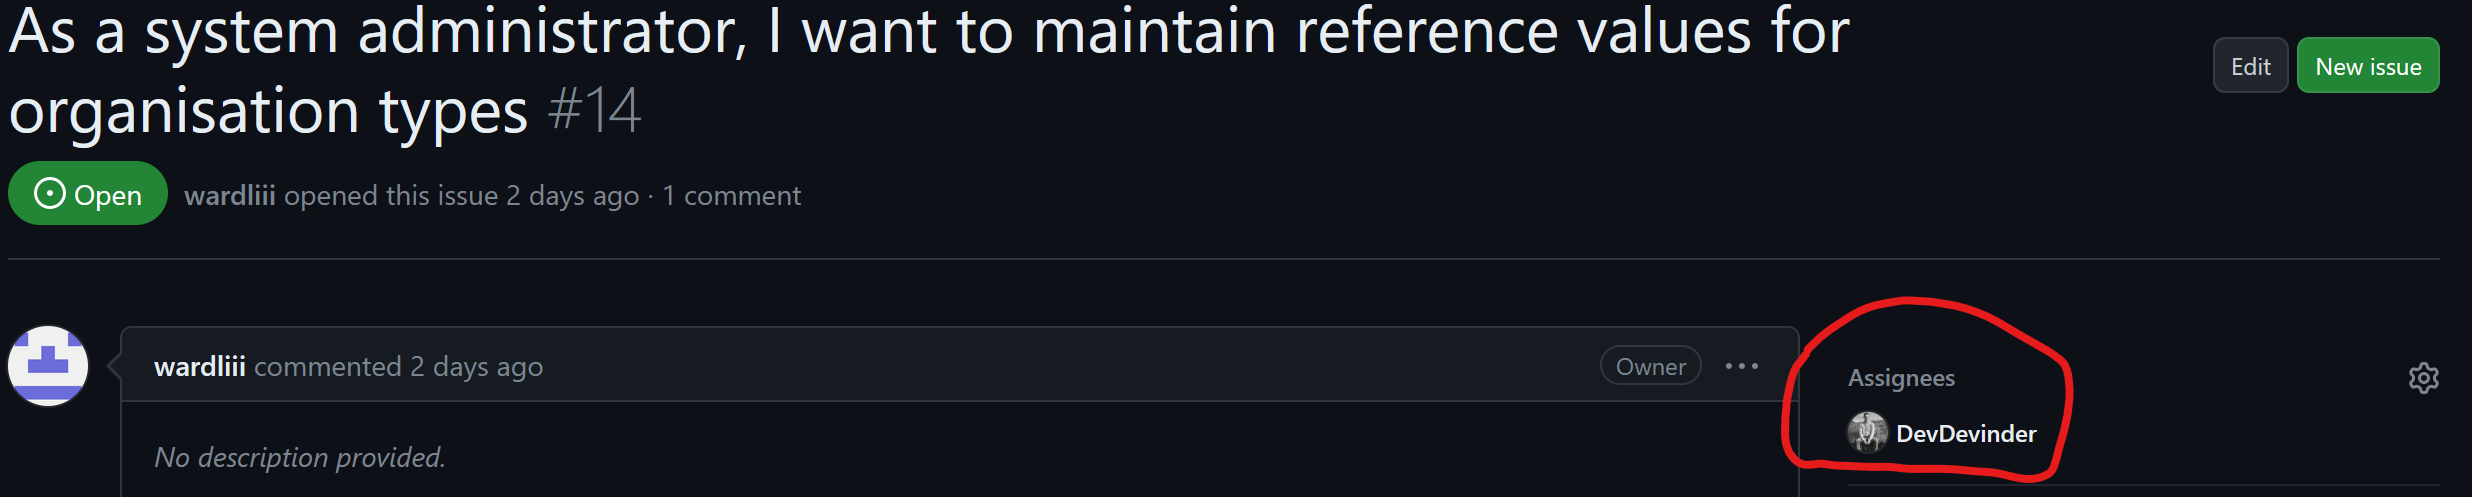 As a system administrator, I want to maintain reference values for
organisation types #14
Edit
New issue
Open
wardliii opened this issue 2 days ago · 1 comment
wardliii commented 2 days ago
Owner
Assignees
DevDevinder
No description provided.